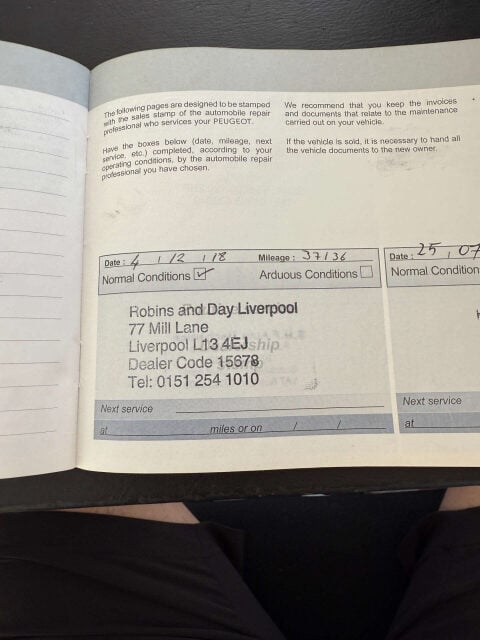 The following pages are designed to be stamped
with the sales stamp of the automobile repair
professional who services your PEUGEOT.
Have the boxes below (date, mileage, next
service, etc.) completed, according to your
operating conditions, by the automobile repair
professional you have chosen.
We recommend that you keep the invoices
and documents that relate to the maintenance
carried out on your vehicle.
If the vehicle is sold, it is necessary to hand all
the vehicle documents to the new owner.
Date : 4 / 12 / 18 Mileage : 37136
Normal Conditions Arduous Conditions
Robins and Day Liverpool
77 Mill Lane
Liverpool L13 4EJ
Dealer Code 15678
Tel: 0151 254 1010
Next service
at miles or on / /
Date : 25 / 07
Normal Condition
Next service
at